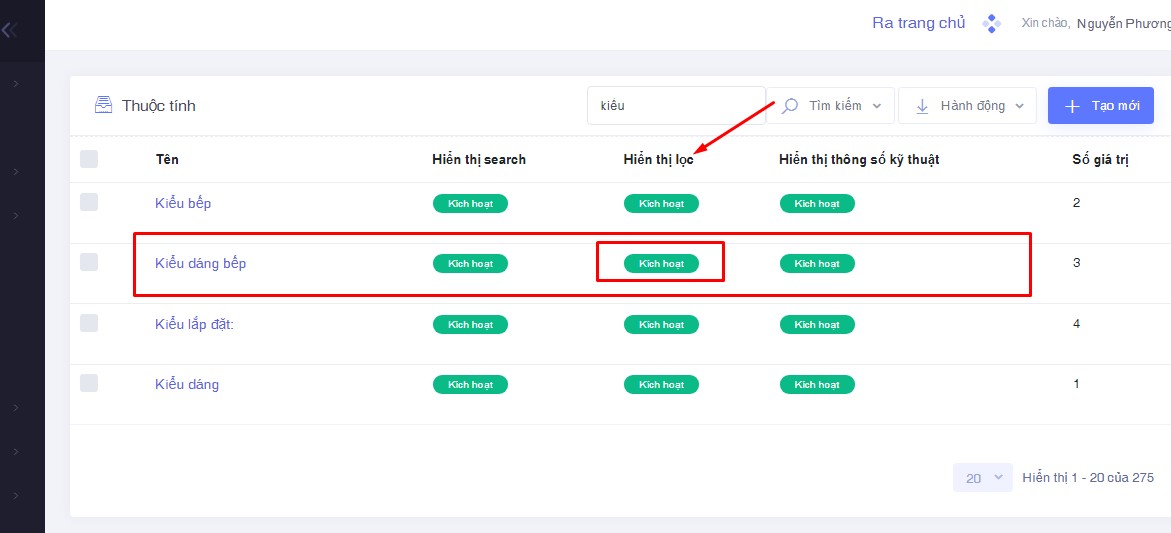 Ra trang chủ Xin chào, Nguyễn Phương
Thuộc tính kiểu Tìm kiếm Hành động Tạo mới
Tên Hiển thị search Hiển thị lọc Hiển thị thông số kỹ thuật Số giá trị
Kiểu bếp Kích hoạt Kích hoạt Kích hoạt 2
Kiểu dáng bếp Kích hoạt Kích hoạt Kích hoạt 3
Kiểu lắp đặt: Kích hoạt Kích hoạt Kích hoạt 4
Kiểu dáng Kích hoạt Kích hoạt Kích hoạt 1
20 Hiển thị 1 - 20 của 275